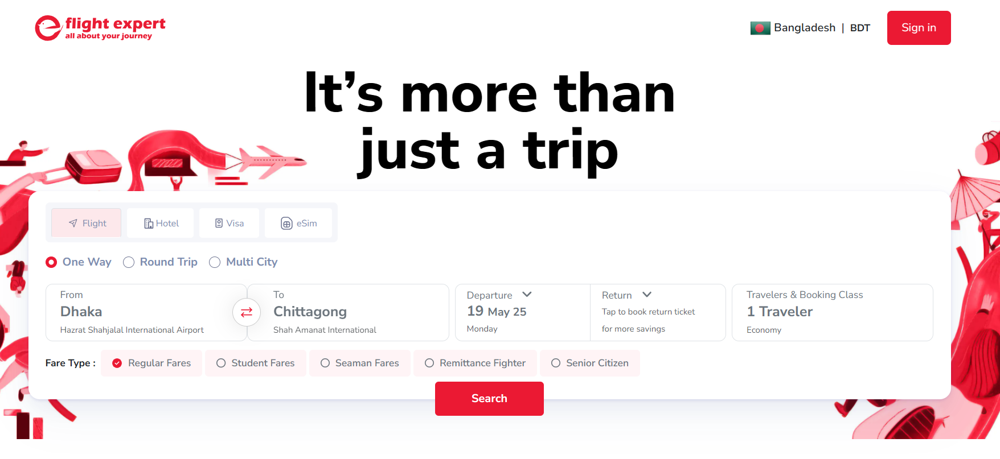 flight expert
all about your journey
Bangladesh | BDT
Sign in
It’s more than
just a trip
Flight
Hotel
Visa
eSim
One Way
Round Trip
Multi City
From
Dhaka
Hazrat Shahjalal International Airport
To
Chittagong
Shah Amanat International
Departure
19 May 25
Monday
Return
Tap to book return ticket
for more savings
Travelers & Booking Class
1 Traveler
Economy
Fare Type :
Regular Fares
Student Fares
Seaman Fares
Remittance Fighter
Senior Citizen
Search